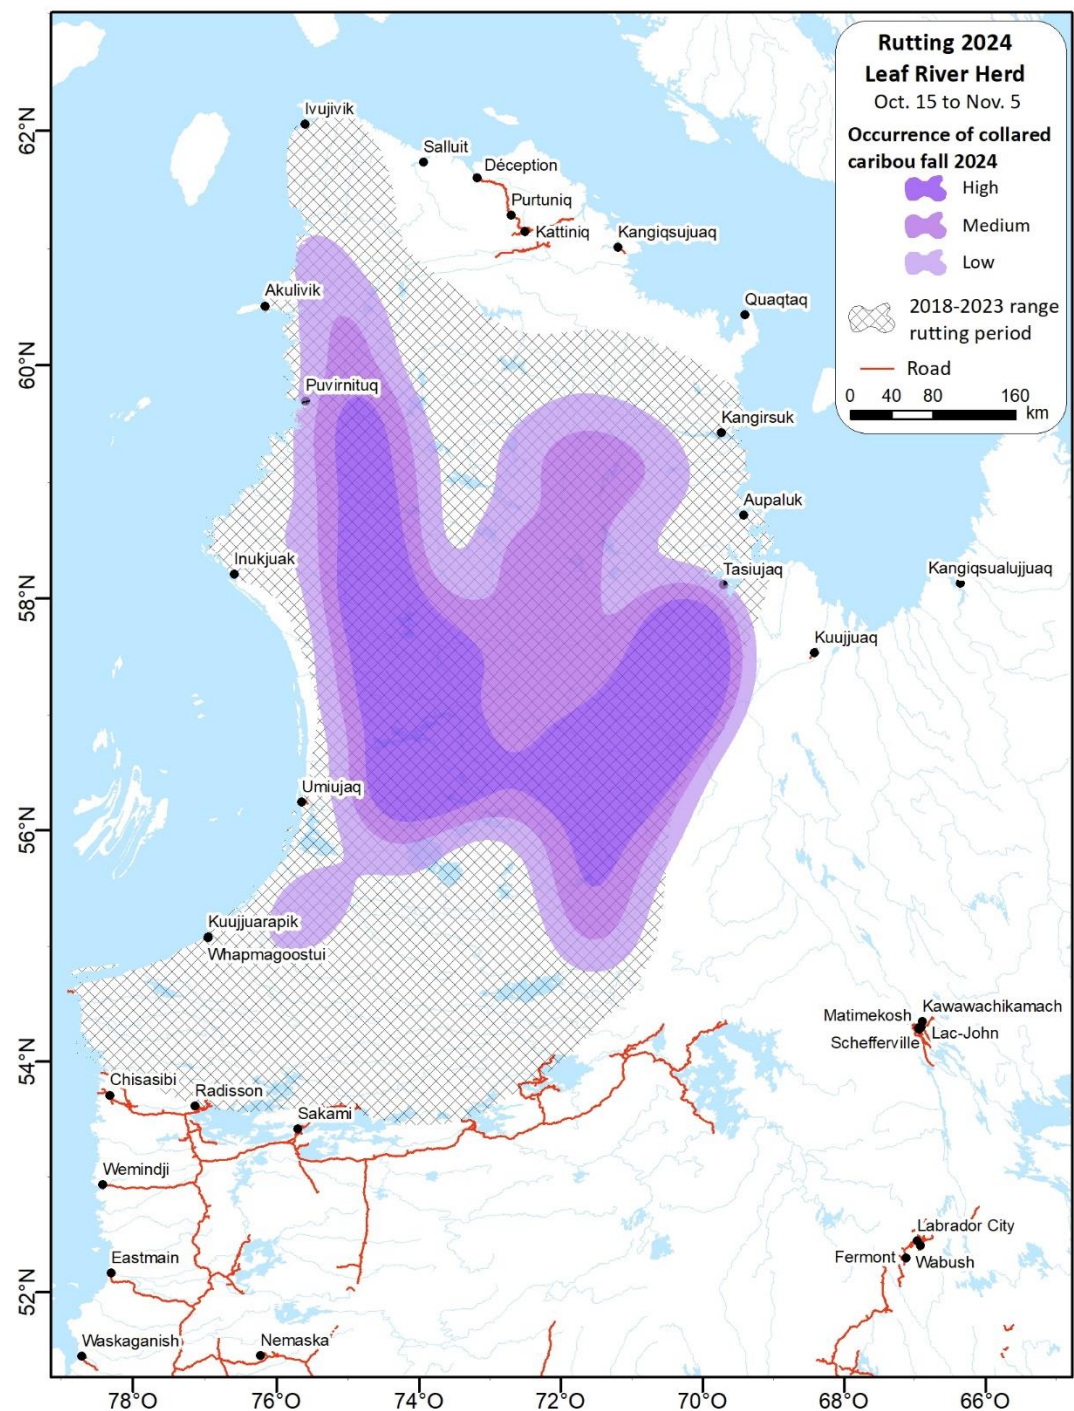 Rutting 2024
Leaf River Herd
Oct. 15 to Nov. 5
Occurrence of collared
caribou fall 2024
High
Medium
Low
2018-2023 range
rutting period
Road
0 40 80 160
km
62°N
60°N
58°N
56°N
54°N
52°N
Ivujivik
Salluit
Déception
Purtuniq
Kattiniq
Kangiqsujuaq
Akulivik
Quaqtaq
Puvirnituq
Kangirsuk
Aupaluk
Inukjuak
Tasiujaq
Kangiqsualujjuaq
Kuujjuaq
Umiujaq
Kuujjuarapik
Whapmagoostui
Kawawachikamach
Matimekosh
Lac-John
Schefferville
Chisasibi
Radisson
Sakami
Wemindji
Labrador City
Eastmain
Fermont
Wabush
Waskaganish
Nemaska
78°O
76°O
74°O
72°O
70°O
68°O
66°O